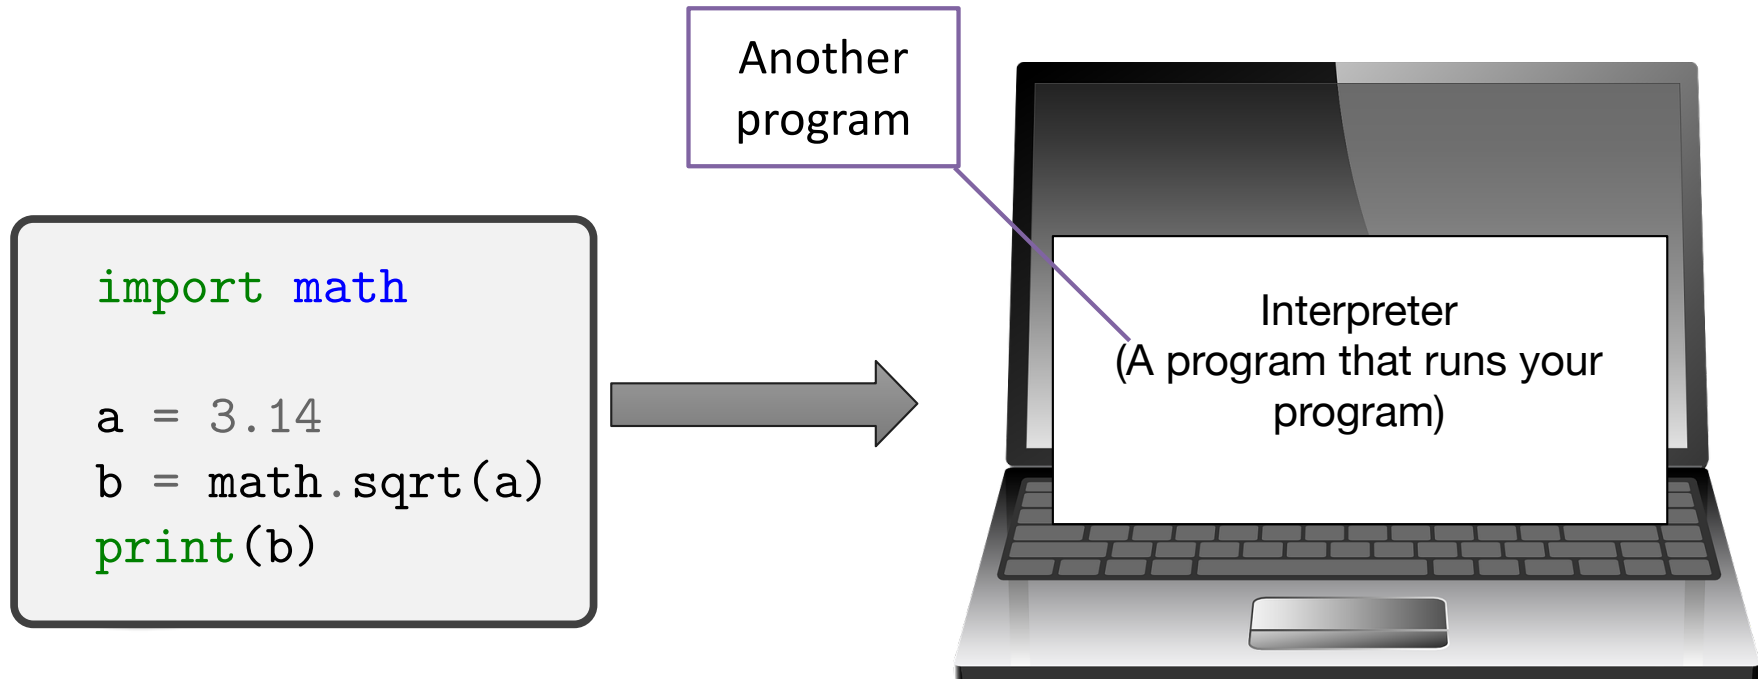 Another
program
import math
a = 3.14
b = math.sqrt(a)
print(b)
Interpreter
(A program that runs your
program)